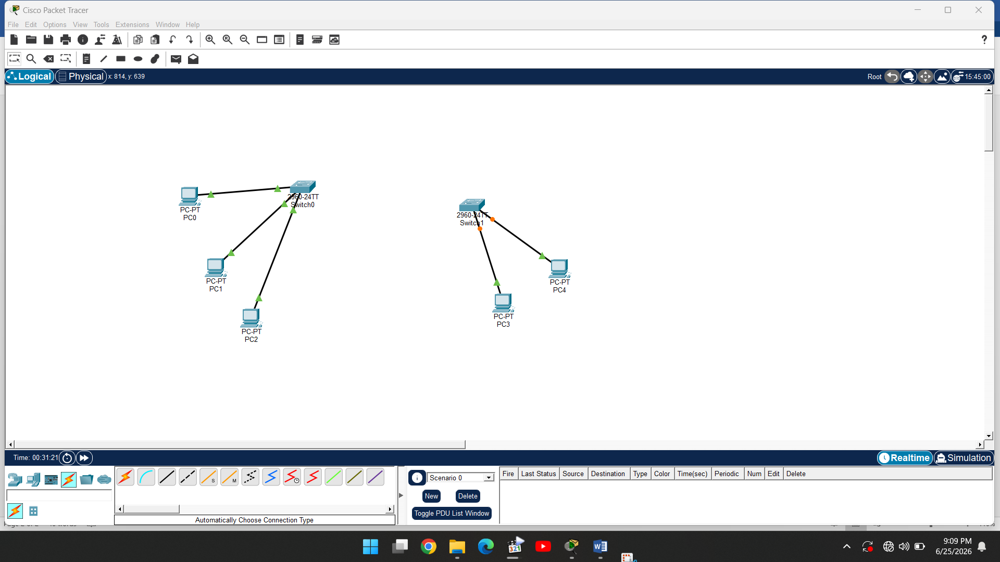 Cisco Packet Tracer
File Edit Options View Tools Extensions Window Help
?
Logical Physical x: 814, y: 639 Root 15:45:00
2960-24TT
Switch0
PC-PT
PC0
2960-24TT
Switch1
PC-PT
PC1
PC-PT
PC4
PC-PT
PC3
PC-PT
PC2
Time: 00:31:21 Realtime Simulation
S M
Scenario 0
Fire Last Status Source Destination Type Color Time(sec) Periodic Num Edit Delete
New Delete
Toggle PDU List Window
Automatically Choose Connection Type
321
W
9:09 PM
6/25/2026